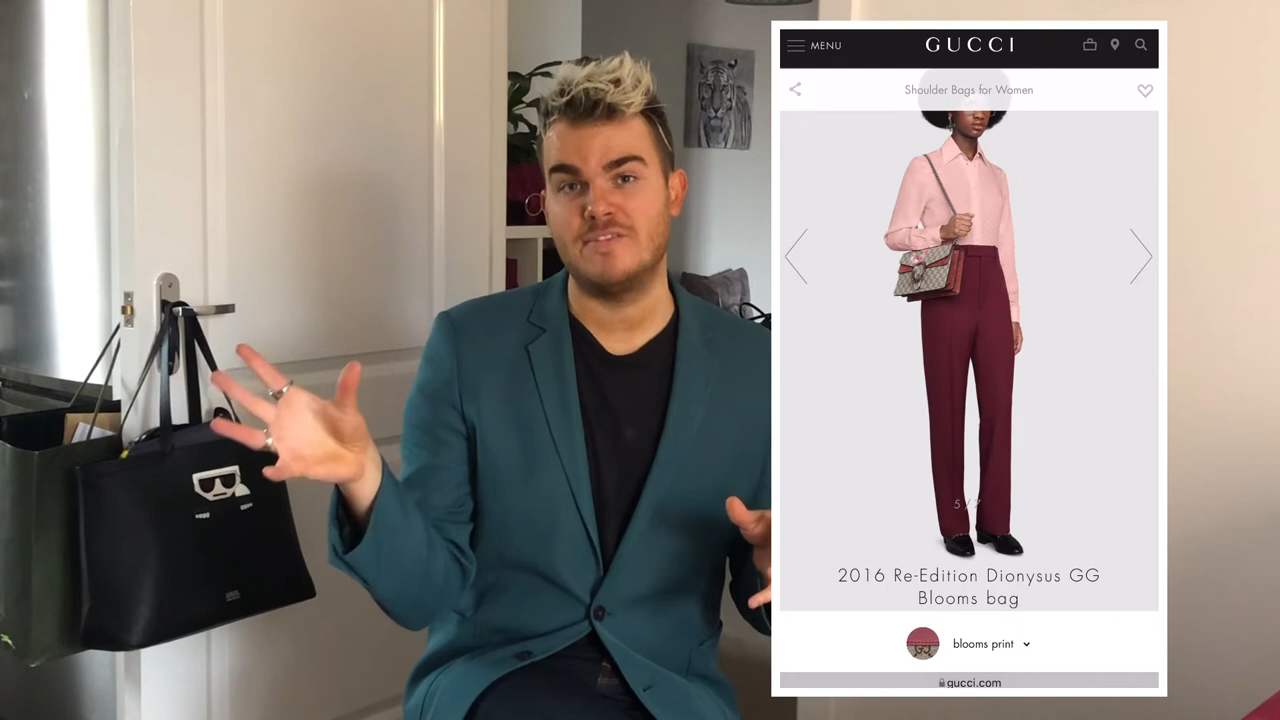 MENU
GUCCI
Shoulder Bags for Women
2016 Re-Edition Dionysus GG
Blooms bag
blooms print
gucci.com